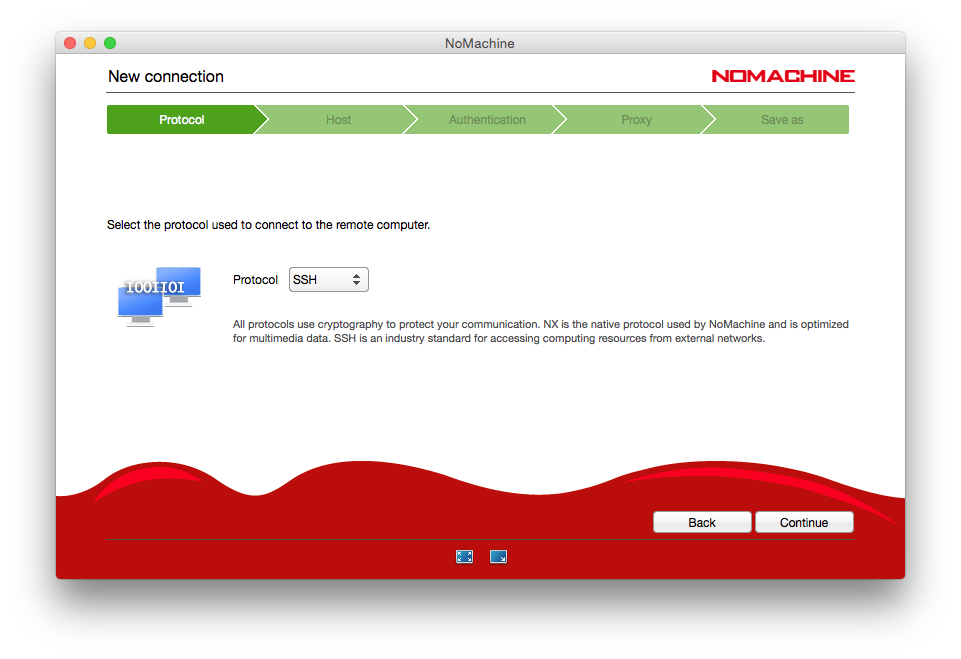 NoMachine
New connection
NOMACHINE
Protocol
Host
Authentication
Proxy
Save as
Select the protocol used to connect to the remote computer.
IOOIIOI
Protocol
SSH
All protocols use cryptography to protect your communication. NX is the native protocol used by NoMachine and is optimized
for multimedia data. SSH is an industry standard for accessing computing resources from external networks.
Back
Continue